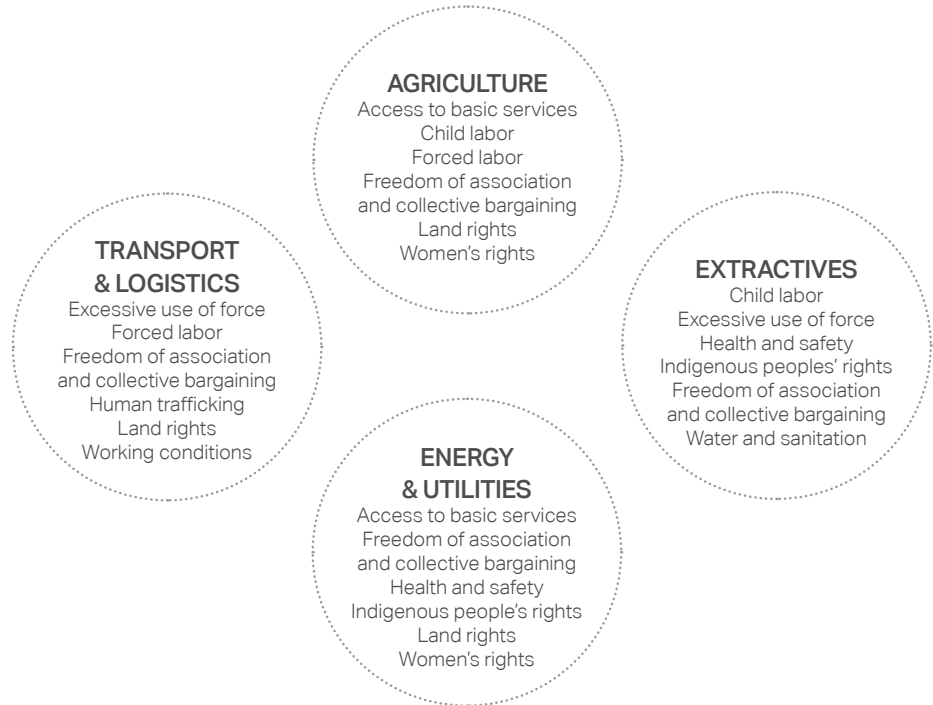 AGRICULTURE
Access to basic services
Child labor
Forced labor
Freedom of association
and collective bargaining
Land rights
Women's rights
TRANSPORT
& LOGISTICS
Excessive use of force
Forced labor
Freedom of association
and collective bargaining
Human trafficking
Land rights
Working conditions
EXTRACTIVES
Child labor
Excessive use of force
Health and safety
Indigenous peoples' rights
Freedom of association
and collective bargaining
Water and sanitation
ENERGY
& UTILITIES
Access to basic services
Freedom of association
and collective bargaining
Health and safety
Indigenous people's rights
Land rights
Women's rights